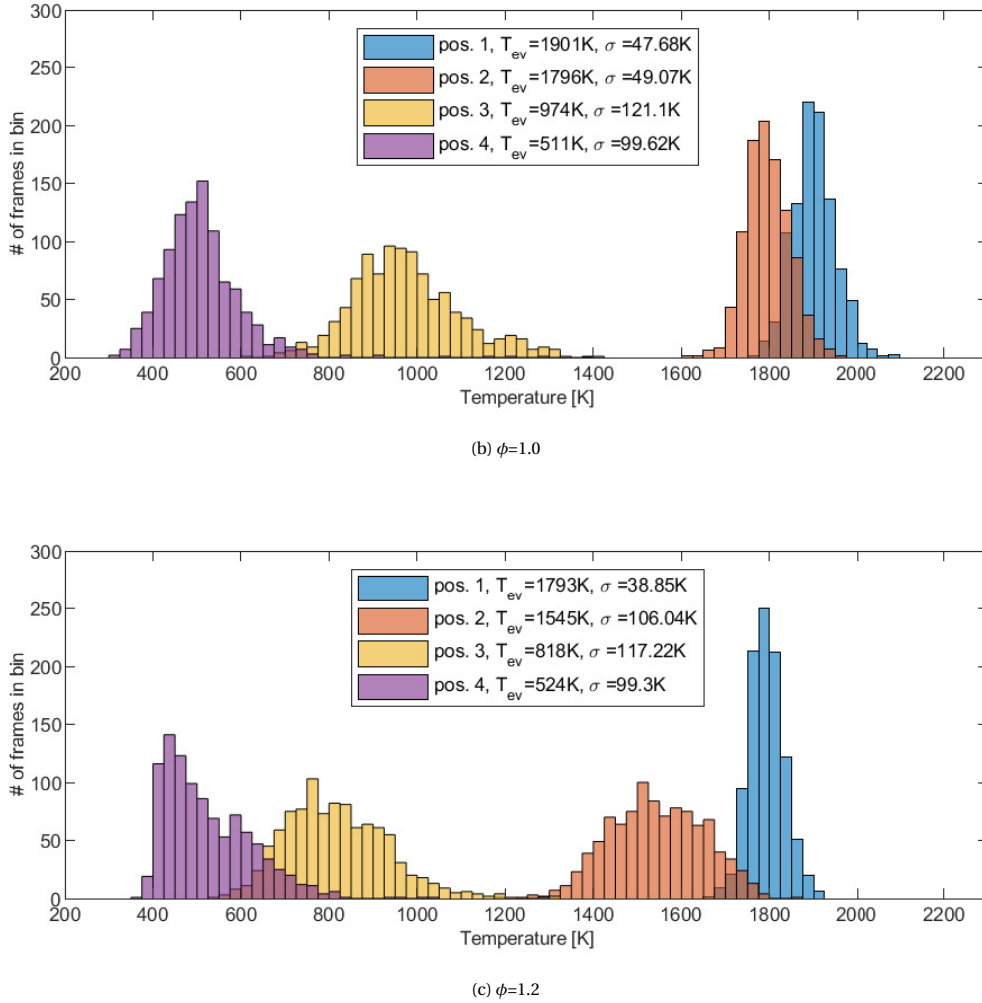 300
250
200
150
100
50
0
# of frames in bin
pos. 1, T_ev=1901K, σ =47.68K
pos. 2, T_ev=1796K, σ =49.07K
pos. 3, T_ev=974K, σ =121.1K
pos. 4, T_ev=511K, σ =99.62K
200 400 600 800 1000 1200 1400 1600 1800 2000 2200
Temperature [K]
(b) ϕ=1.0
300
250
200
150
100
50
0
# of frames in bin
pos. 1, T_ev=1793K, σ =38.85K
pos. 2, T_ev=1545K, σ =106.04K
pos. 3, T_ev=818K, σ =117.22K
pos. 4, T_ev=524K, σ =99.3K
200 400 600 800 1000 1200 1400 1600 1800 2000 2200
Temperature [K]
(c) ϕ=1.2